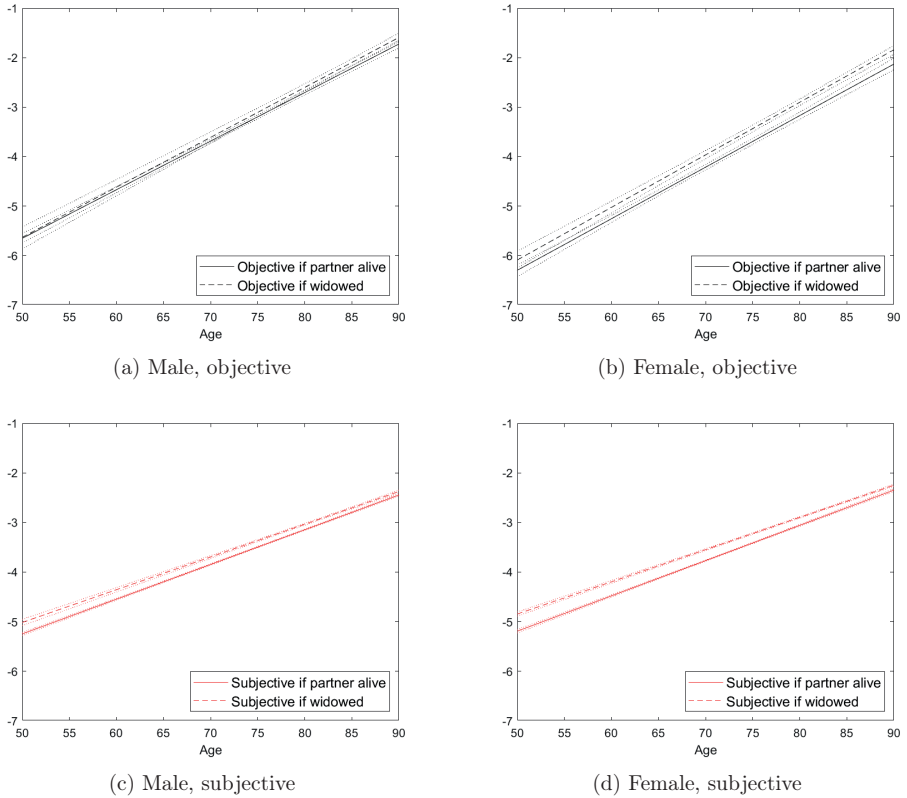 -1
-2
-3
-4
-5
-6
-7
50 55 60 65 70 75 80 85 90
Age
Objective if partner alive
Objective if widowed
(a) Male, objective
-1
-2
-3
-4
-5
-6
-7
50 55 60 65 70 75 80 85 90
Age
Objective if partner alive
Objective if widowed
(b) Female, objective
-1
-2
-3
-4
-5
-6
-7
50 55 60 65 70 75 80 85 90
Age
Subjective if partner alive
Subjective if widowed
(c) Male, subjective
-1
-2
-3
-4
-5
-6
-7
50 55 60 65 70 75 80 85 90
Age
Subjective if partner alive
Subjective if widowed
(d) Female, subjective